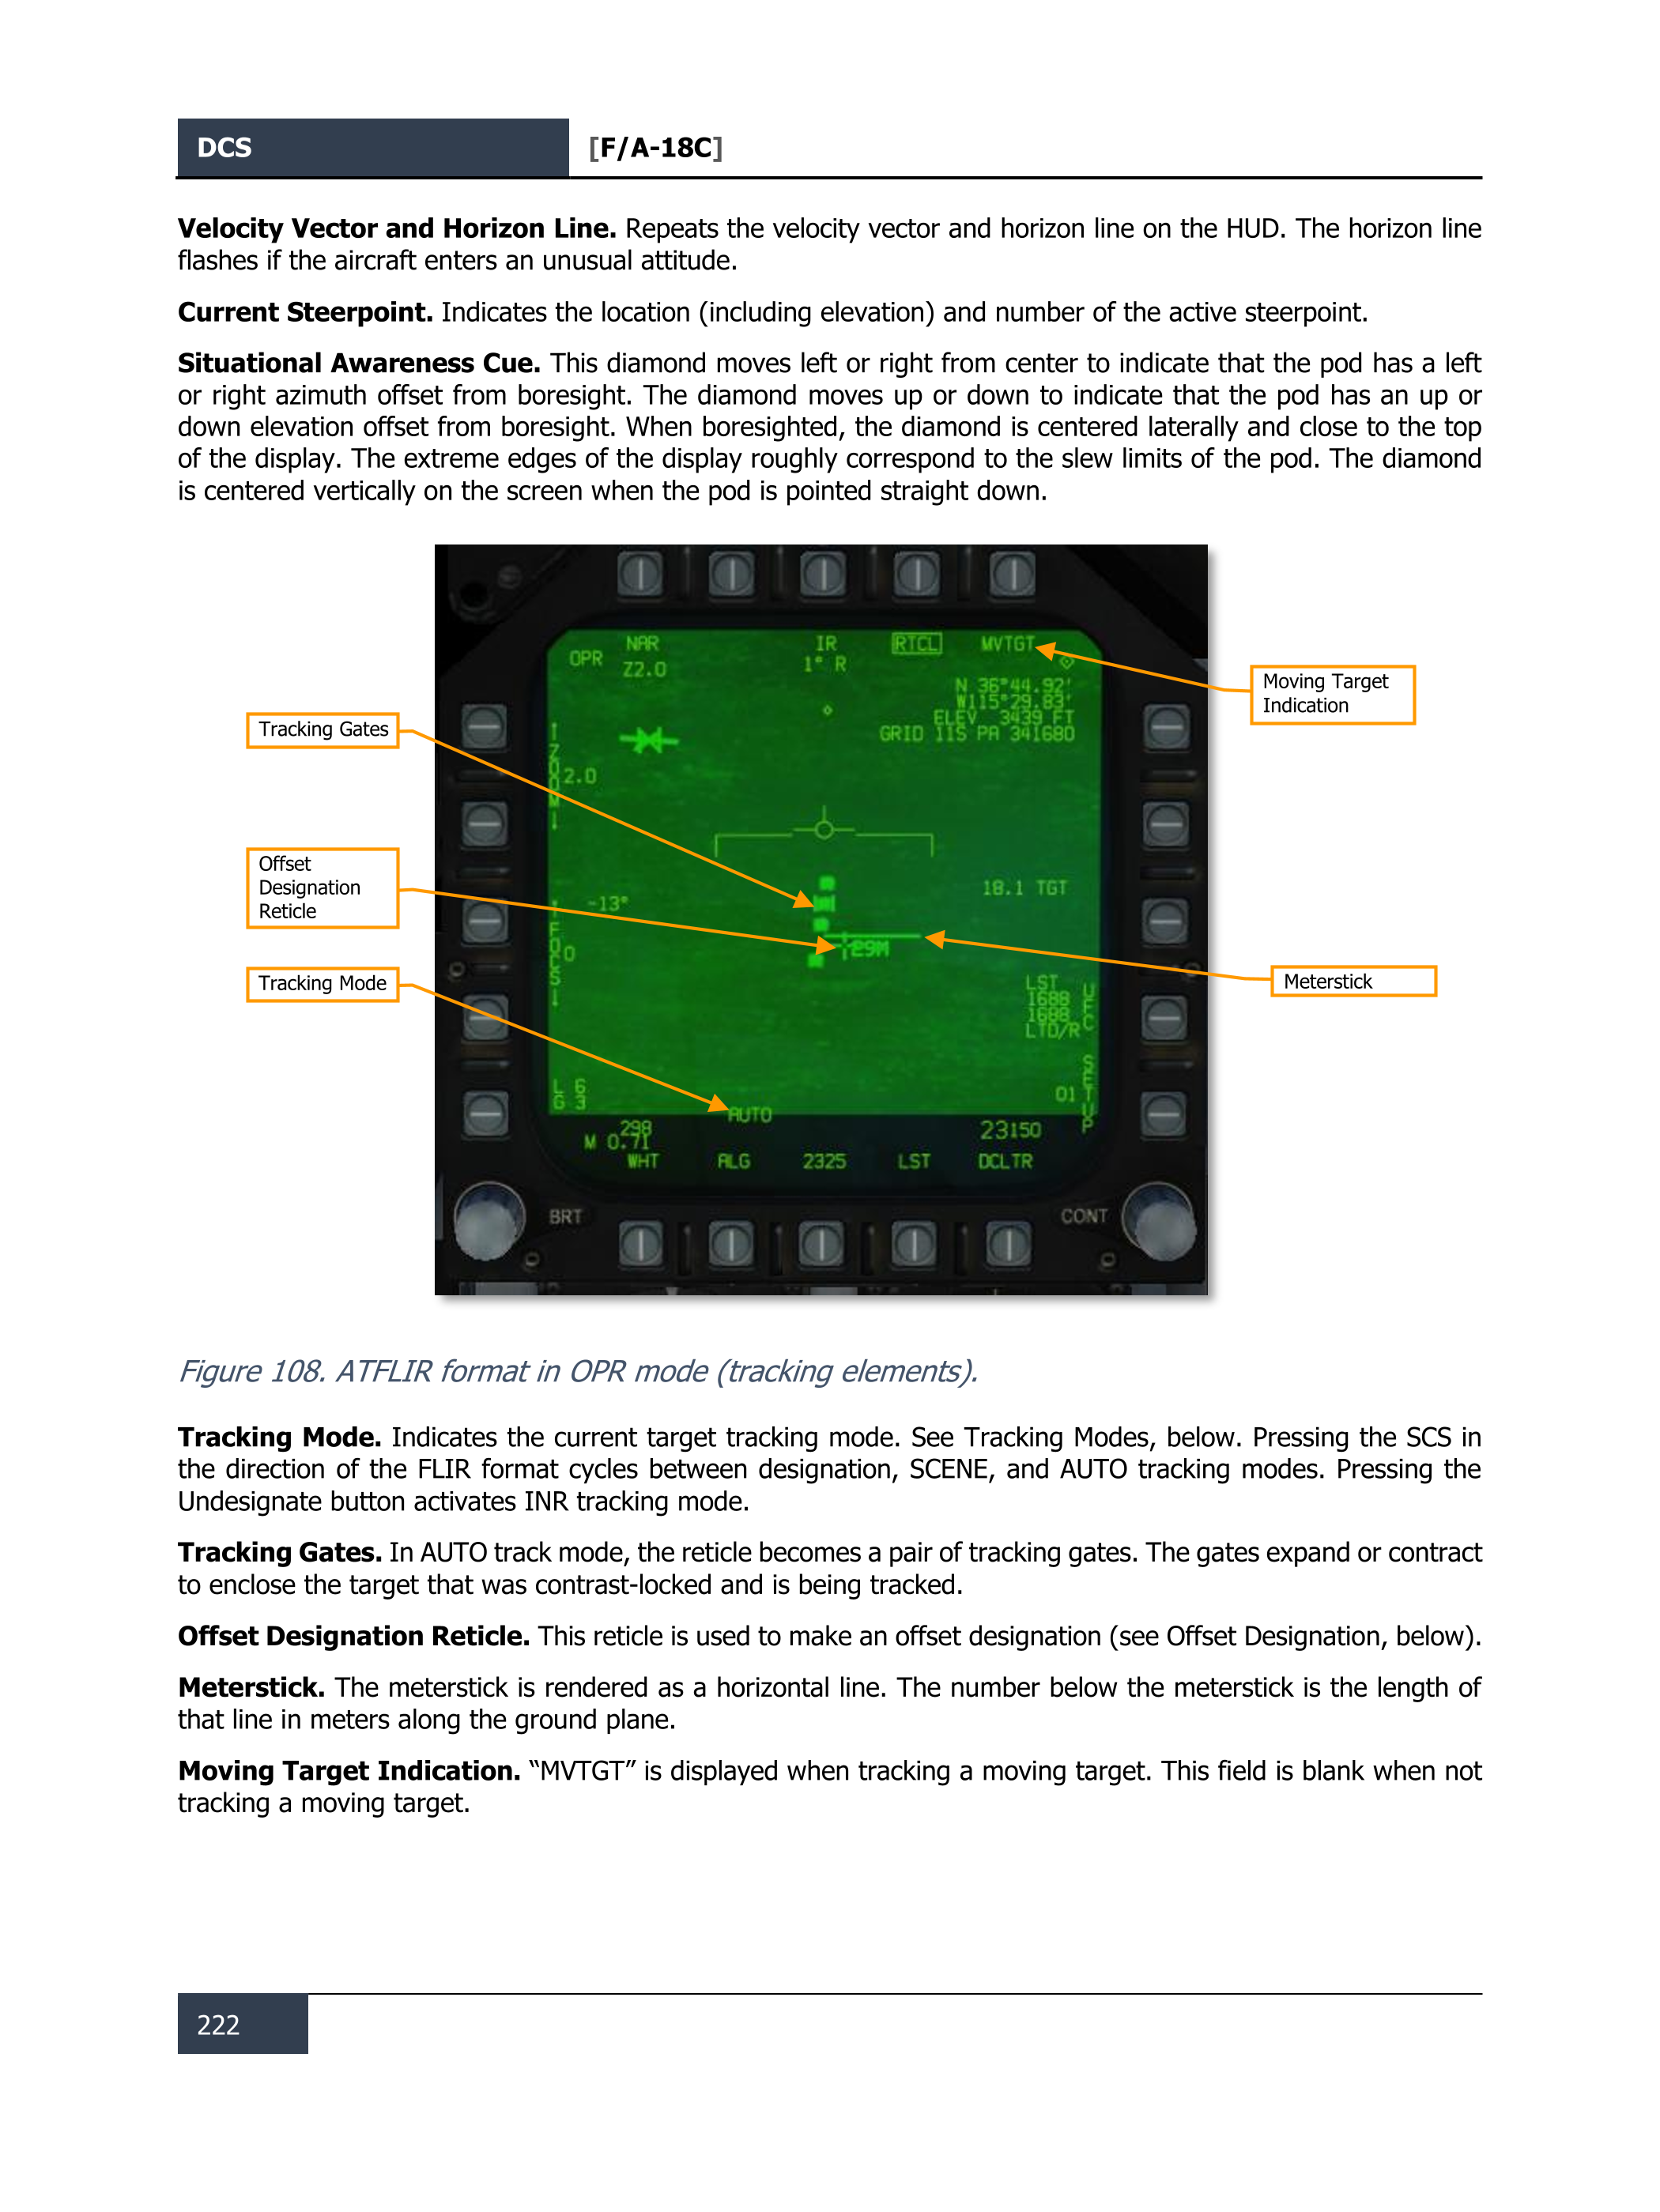 DCS
[F/A-18C]
Velocity Vector and Horizon Line. Repeats the velocity vector and horizon line on the HUD. The horizon line
flashes if the aircraft enters an unusual attitude.
Current Steerpoint. Indicates the location (including elevation) and number of the active steerpoint.
Situational Awareness Cue. This diamond moves left or right from center to indicate that the pod has a left
or right azimuth offset from boresight. The diamond moves up or down to indicate that the pod has an up or
down elevation offset from boresight. When boresighted, the diamond is centered laterally and close to the top
of the display. The extreme edges of the display roughly correspond to the slew limits of the pod. The diamond
is centered vertically on the screen when the pod is pointed straight down.
NAR
IR
RTCL
MVTGT
OPR
Z2.0
1° R
N 36°44.92'
W115°29.83'
ELEV 3439 FT
GRID 11S PA 341680
Moving Target
Indication
Tracking Gates
ZOOM
2.0
Offset
Designation
Reticle
-13°
18.1 TGT
FOCUS
0
29M
Tracking Mode
Meterstick
LST
1688
1688
LTD/R
UFC
SETUP
L 6
G 3
01
AUTO
298
M 0.71
23150
WHT
ALG
2325
LST
DCLTR
BRT
CONT
Figure 108. ATFLIR format in OPR mode (tracking elements).
Tracking Mode. Indicates the current target tracking mode. See Tracking Modes, below. Pressing the SCS in
the direction of the FLIR format cycles between designation, SCENE, and AUTO tracking modes. Pressing the
Undesignate button activates INR tracking mode.
Tracking Gates. In AUTO track mode, the reticle becomes a pair of tracking gates. The gates expand or contract
to enclose the target that was contrast-locked and is being tracked.
Offset Designation Reticle. This reticle is used to make an offset designation (see Offset Designation, below).
Meterstick. The meterstick is rendered as a horizontal line. The number below the meterstick is the length of
that line in meters along the ground plane.
Moving Target Indication. “MVTGT” is displayed when tracking a moving target. This field is blank when not
tracking a moving target.
222